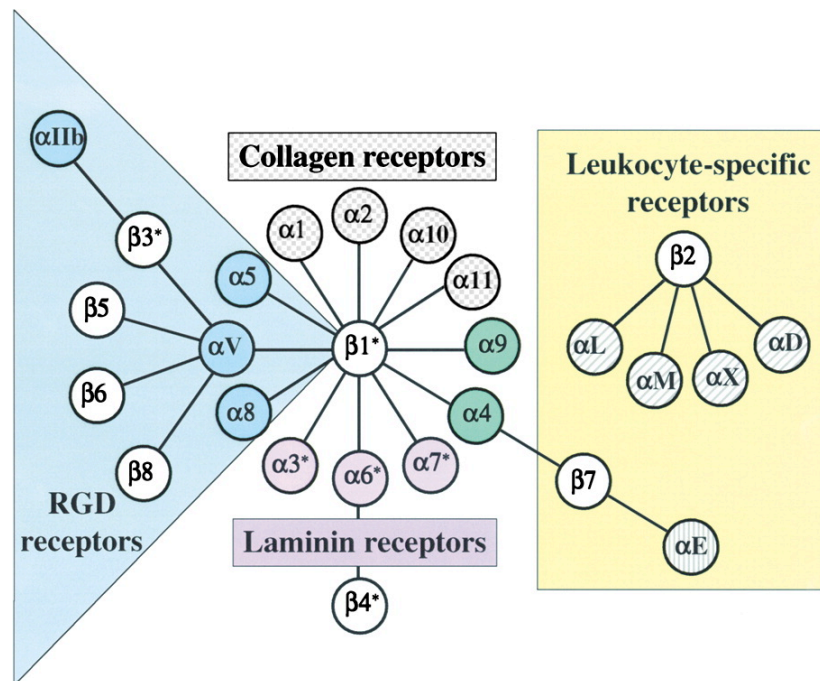 αIIb
Collagen receptors
Leukocyte-specific
receptors
α2
α1
α10
β3*
β2
α5
α11
β5
αV
β1*
α9
αL
αD
αM
αX
β6
α8
α4
β8
α3*
α6*
α7*
β7
RGD
receptors
Laminin receptors
αE
β4*